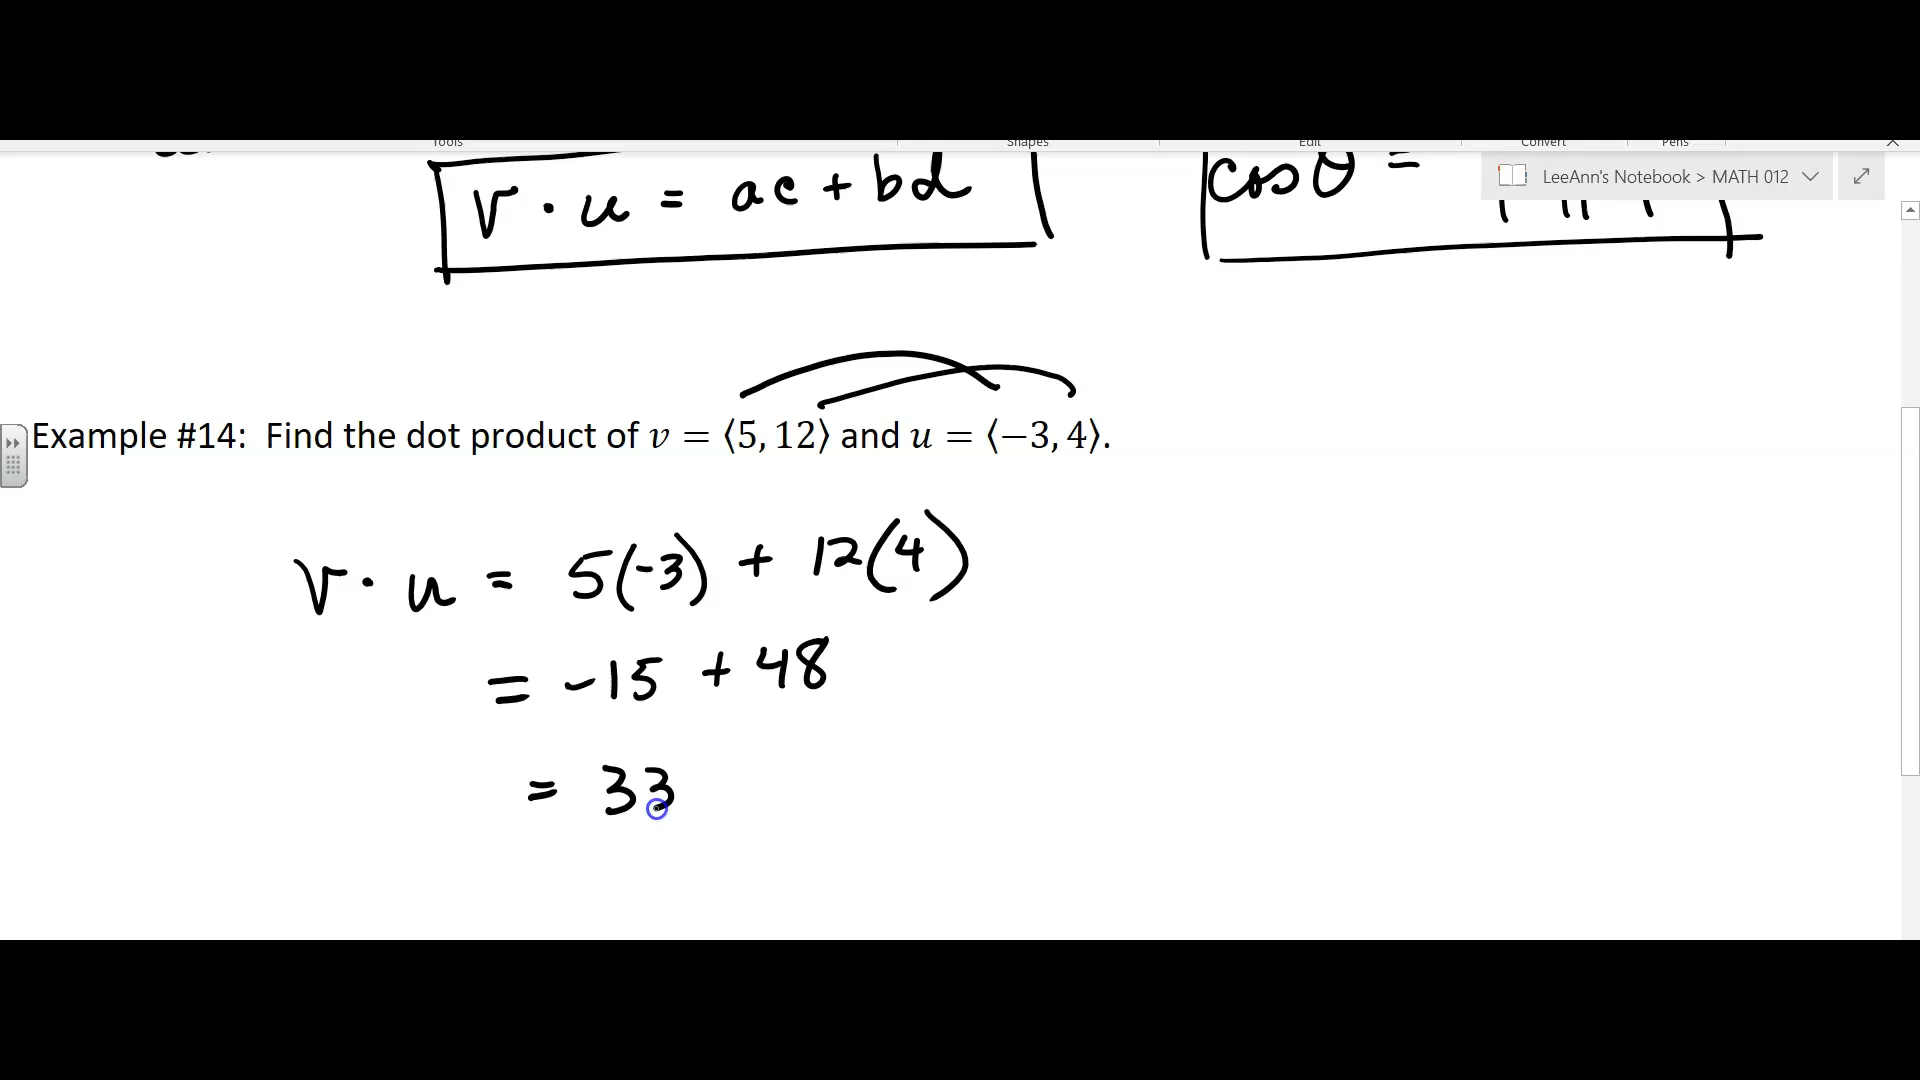 Tools Shapes Edit Convert Pens
LeeAnn's Notebook > MATH 012
v · u = ac + bd
cos θ =
Example #14: Find the dot product of v = ⟨5, 12⟩ and u = ⟨−3, 4⟩.
v · u = 5(-3) + 12(4)
= -15 + 48
= 33